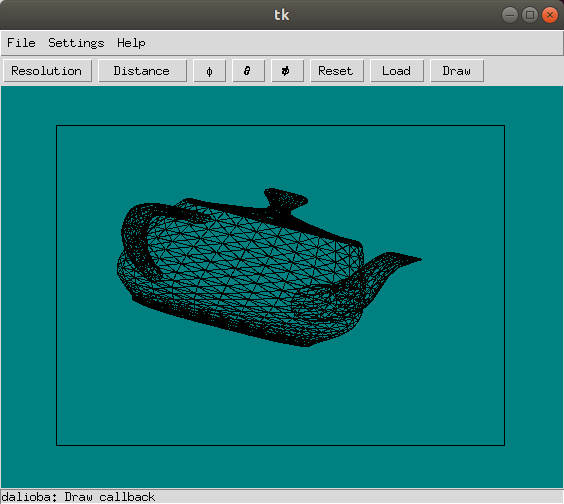 tk
File Settings Help
Resolution Distance ϕ θ Reset Load Draw
dalioba: Draw callback